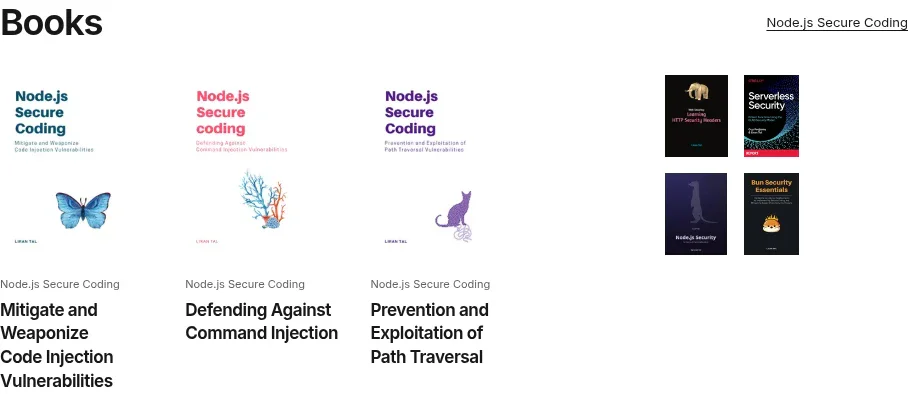 Books
Node.js Secure Coding
Node.js
Secure
Coding
Mitigate and Weaponize
Code Injection Vulnerabilities
LIRAN TAL
Node.js
Secure
coding
Defending Against
Command Injection Vulnerabilities
LIRAN TAL
Node.js
Secure
Coding
Prevention and Exploitation of
Path Traversal Vulnerabilities
LIRAN TAL
Learning
HTTP Security Headers
Serverless
Security
Node.js Security
Bun Security
Essentials
Node.js Secure Coding
Mitigate and
Weaponize
Code Injection
Vulnerabilities
Node.js Secure Coding
Defending Against
Command Injection
Node.js Secure Coding
Prevention and
Exploitation of
Path Traversal